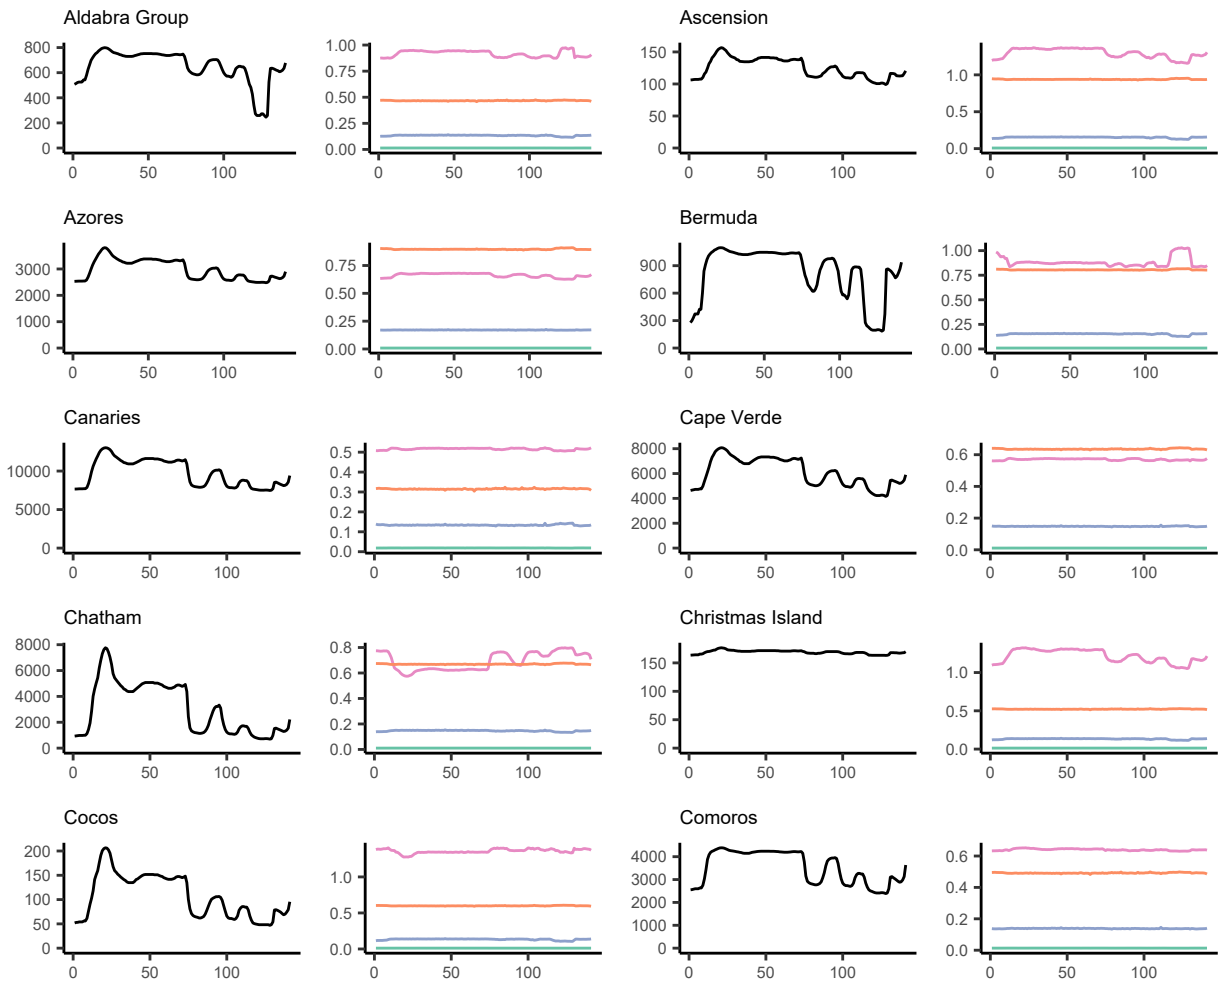 Aldabra Group
Ascension
800
600
400
200
0
0 50 100
1.00
0.75
0.50
0.25
0.00
0 50 100
150
100
50
0
0 50 100
1.0
0.5
0.0
0 50 100
Azores
Bermuda
3000
2000
1000
0
0 50 100
0.75
0.50
0.25
0.00
0 50 100
900
600
300
0
0 50 100
1.00
0.75
0.50
0.25
0.00
0 50 100
Canaries
Cape Verde
10000
5000
0
0 50 100
0.5
0.4
0.3
0.2
0.1
0.0
0 50 100
8000
6000
4000
2000
0
0 50 100
0.6
0.4
0.2
0.0
0 50 100
Chatham
Christmas Island
8000
6000
4000
2000
0
0 50 100
0.8
0.6
0.4
0.2
0.0
0 50 100
150
100
50
0
0 50 100
1.0
0.5
0.0
0 50 100
Cocos
Comoros
200
150
100
50
0
0 50 100
1.0
0.5
0.0
0 50 100
4000
3000
2000
1000
0
0 50 100
0.6
0.4
0.2
0.0
0 50 100